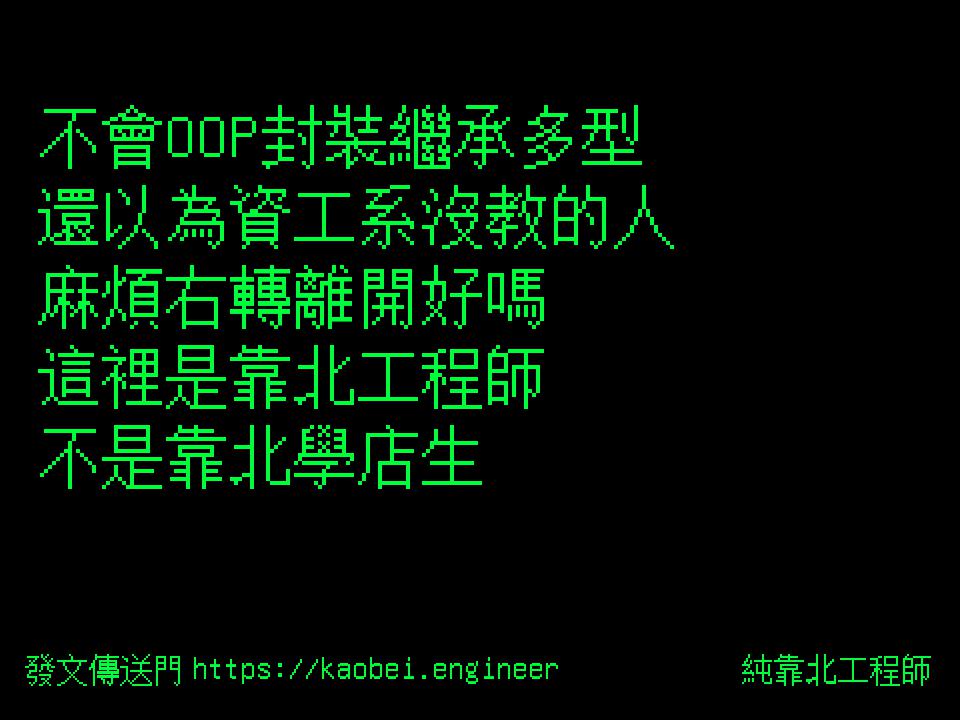 不會OOP封裝繼承多型
還以為資工系沒教的人
麻煩右轉離開好嗎
這裡是靠北工程師
不是靠北學店生
發文傳送門 https://kaobei.engineer
純靠北工程師